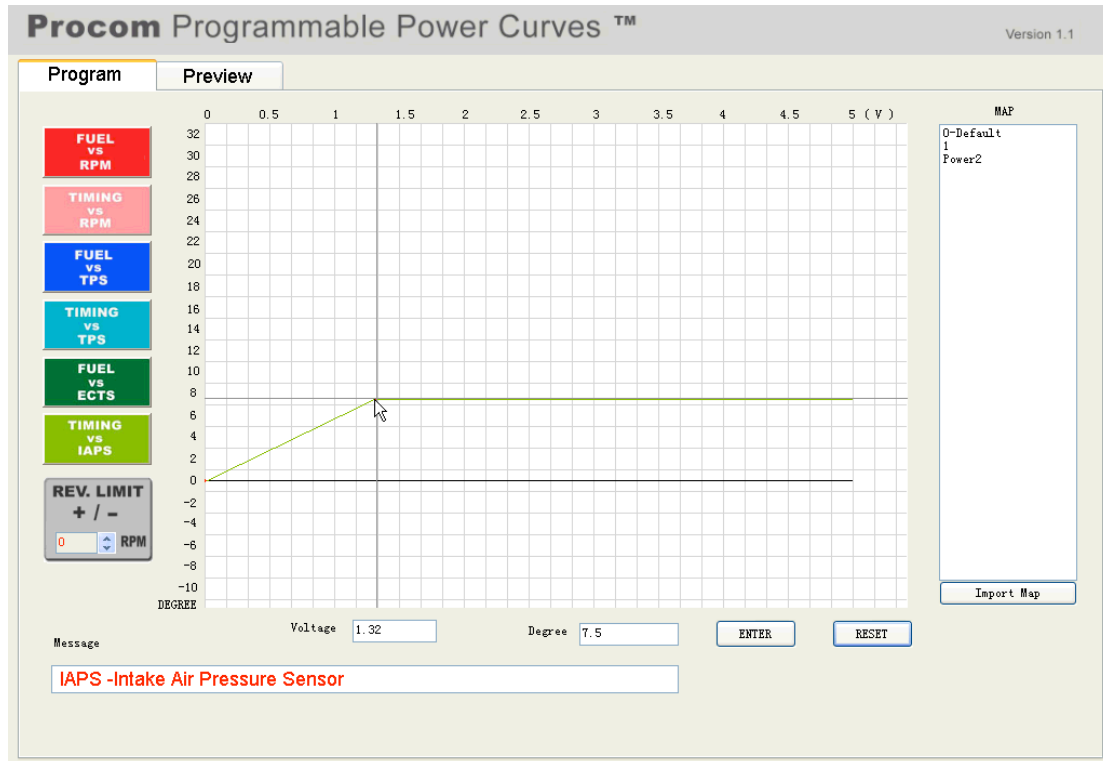 Procom Programmable Power Curves ™
Version 1.1
Program Preview
0 0.5 1 1.5 2 2.5 3 3.5 4 4.5 5 ( V )
MAP
FUEL
vs
RPM
TIMING
vs
RPM
FUEL
vs
TPS
TIMING
vs
TPS
FUEL
vs
ECTS
TIMING
vs
IAPS
REV. LIMIT
+ / -
0 RPM
32
30
28
26
24
22
20
18
16
14
12
10
8
6
4
2
0
-2
-4
-6
-8
-10
DEGREE
0-Default
1
Power2
Import Map
Voltage 1.32 Degree 7.5 ENTER RESET
Message
IAPS -Intake Air Pressure Sensor